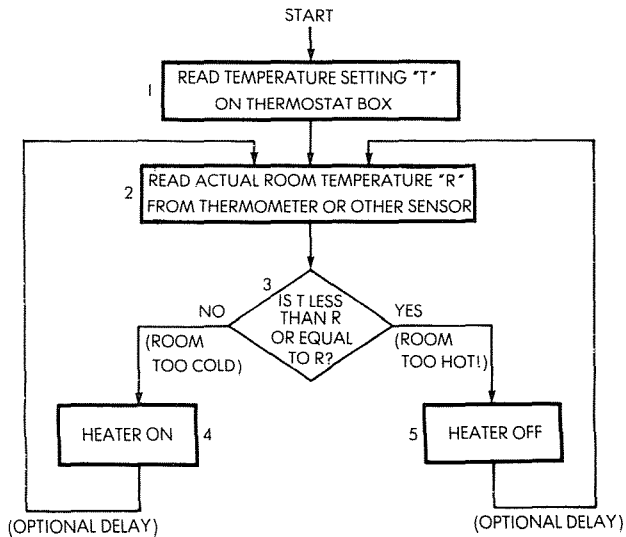 START
1
READ TEMPERATURE SETTING "T"
ON THERMOSTAT BOX
2
READ ACTUAL ROOM TEMPERATURE "R"
FROM THERMOMETER OR OTHER SENSOR
3
IS T LESS
THAN R
OR EQUAL
TO R?
NO
(ROOM
TOO COLD)
YES
(ROOM
TOO HOT!)
HEATER ON
4
5
HEATER OFF
(OPTIONAL DELAY)
(OPTIONAL DELAY)